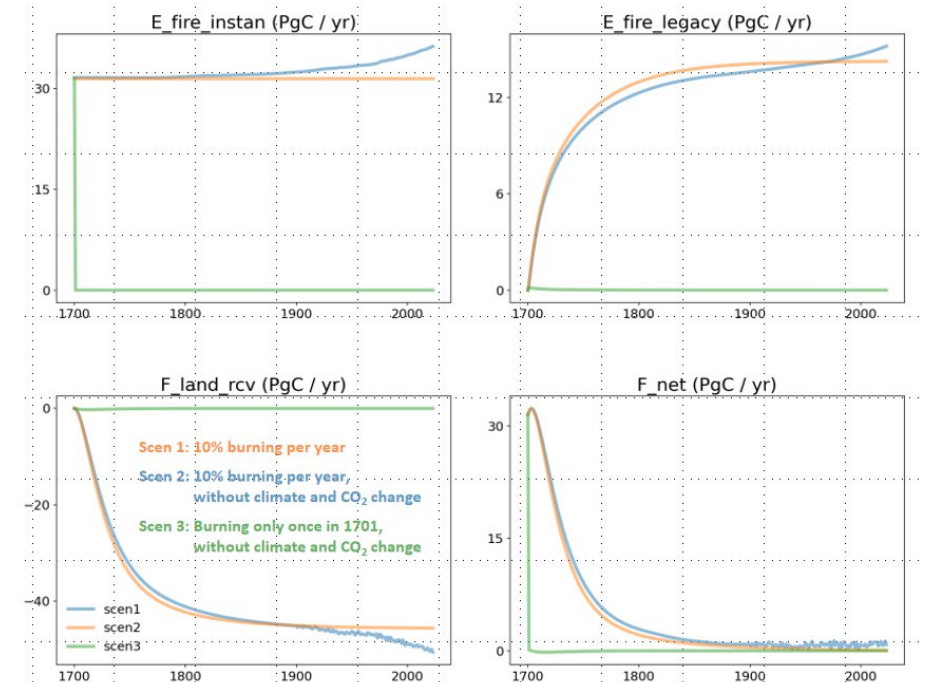 E_fire_instan (PgC / yr)
30
15
0
1700
1800
1900
2000
E_fire_legacy (PgC / yr)
12
6
0
1700
1800
1900
2000
F_land_rcv (PgC / yr)
0
−20
−40
Scen 1: 10% burning per year
Scen 2: 10% burning per year,
without climate and CO₂ change
Scen 3: Burning only once in 1701,
without climate and CO₂ change
scen1
scen2
scen3
1700
1800
1900
2000
F_net (PgC / yr)
30
15
0
1700
1800
1900
2000